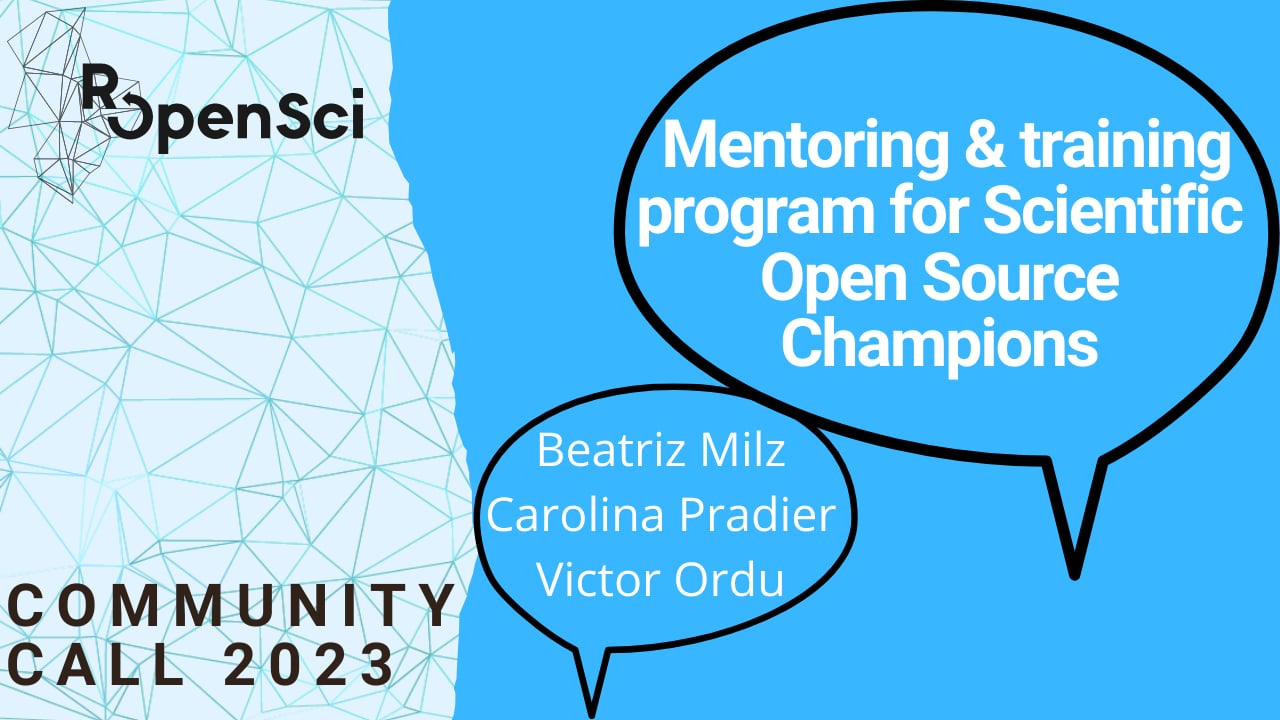 ROpenSci
Mentoring & training
program for Scientific
Open Source
Champions
Beatriz Milz
Carolina Pradier
Victor Ordu
COMMUNITY
CALL 2023